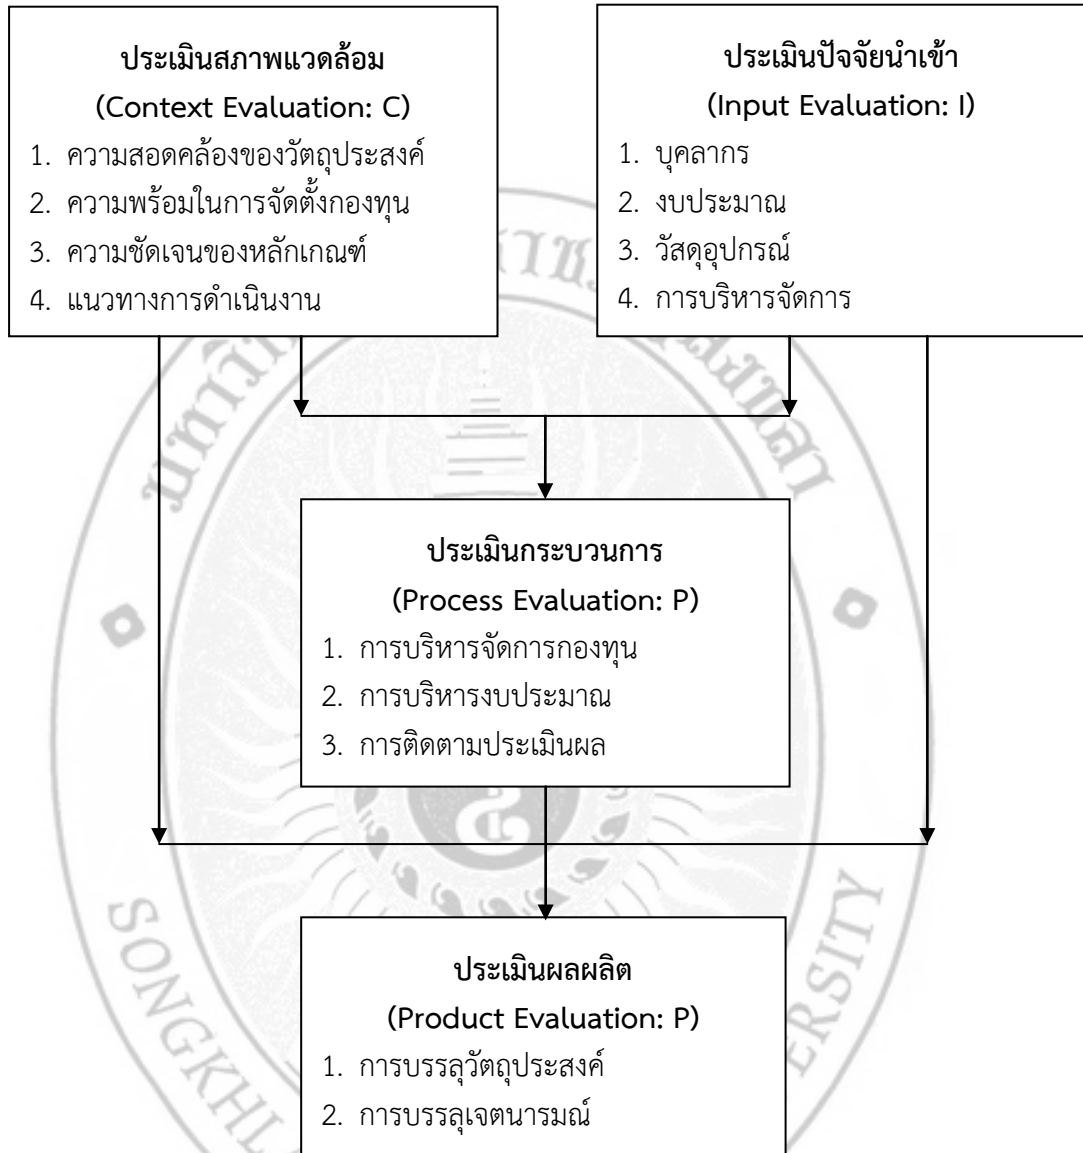 ประเมินสภาพแวดล้อม
(Context Evaluation: C)
1. ความสอดคล้องของวัตถุประสงค์
2. ความพร้อมในการจัดตั้งกองทุน
3. ความชัดเจนของหลักเกณฑ์
4. แนวทางการดำเนินงาน
ประเมินปัจจัยนำเข้า
(Input Evaluation: I)
1. บุคลากร
2. งบประมาณ
3. วัสดุอุปกรณ์
4. การบริหารจัดการ
ประเมินกระบวนการ
(Process Evaluation: P)
1. การบริหารจัดการกองทุน
2. การบริหารงบประมาณ
3. การติดตามประเมินผล
ประเมินผลผลิต
(Product Evaluation: P)
1. การบรรลุวัตถุประสงค์
2. การบรรลุเจตนารมณ์